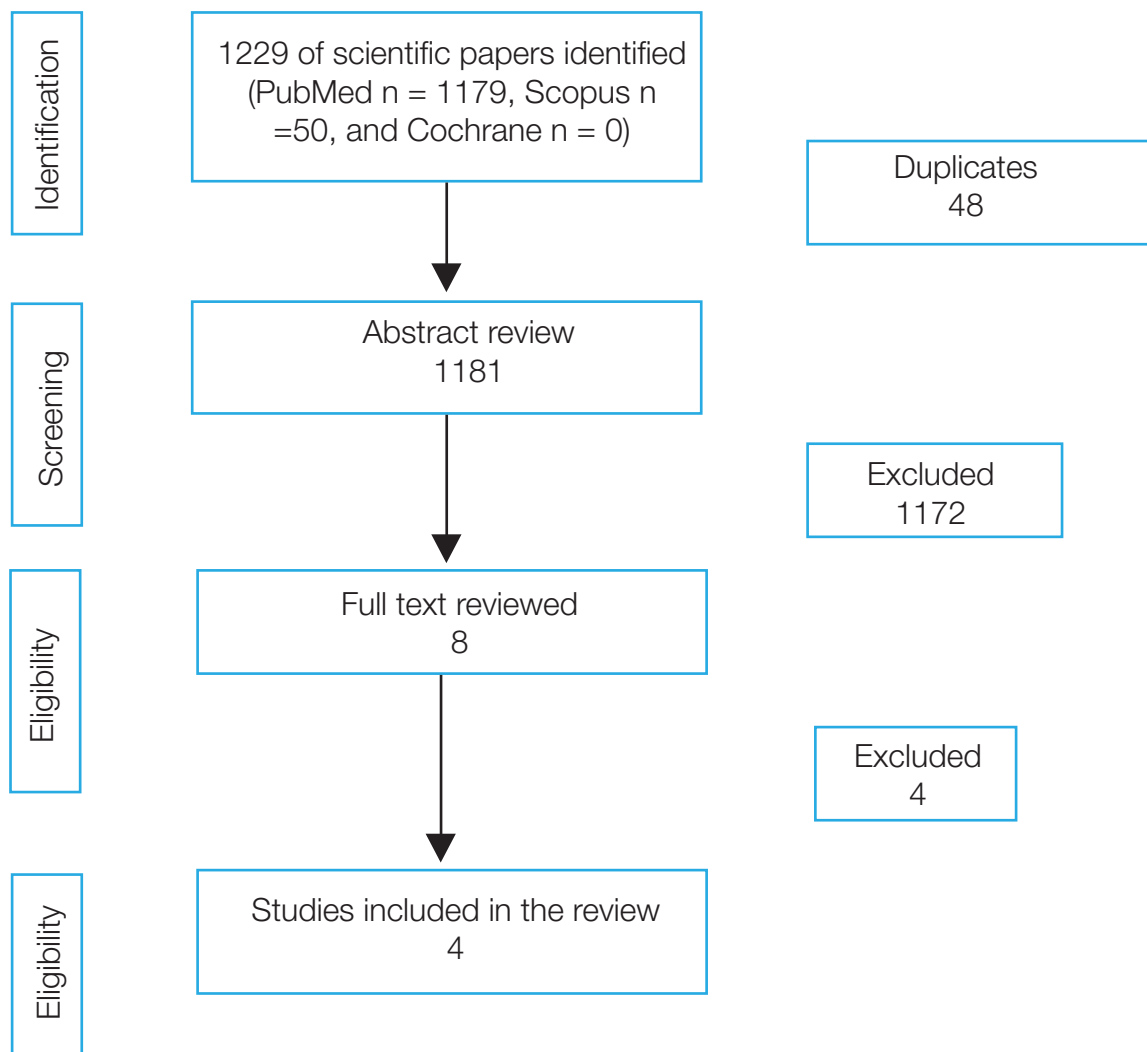 Identification
1229 of scientific papers identified
(PubMed n = 1179, Scopus n
=50, and Cochrane n = 0)
Duplicates
48
Screening
Abstract review
1181
Excluded
1172
Eligibility
Full text reviewed
8
Excluded
4
Eligibility
Studies included in the review
4